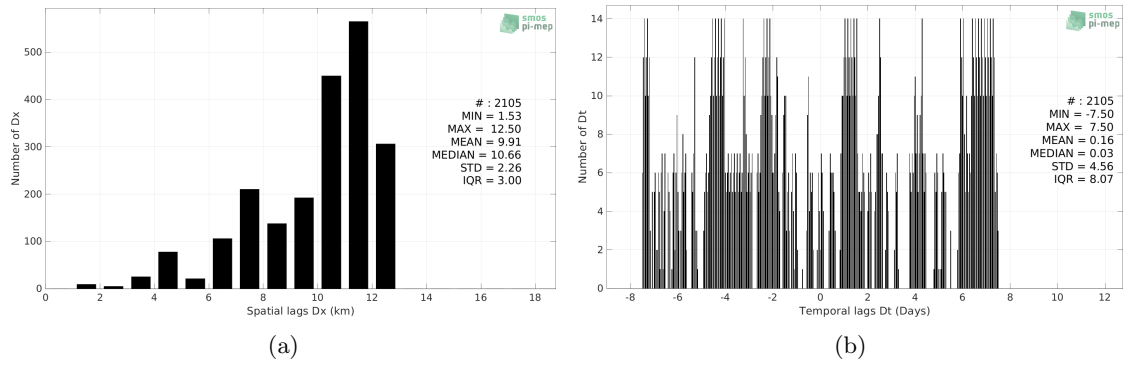 smos
pi-mep
500
400
300
200
100
0
Number of Dx
# : 2105
MIN = 1.53
MAX = 12.50
MEAN = 9.91
MEDIAN = 10.66
STD = 2.26
IQR = 3.00
0 2 4 6 8 10 12 14 16 18
Spatial lags Dx (km)
(a)
smos
pi-mep
14
12
10
8
6
4
2
0
Number of Dt
# : 2105
MIN = -7.50
MAX = 7.50
MEAN = 0.16
MEDIAN = 0.03
STD = 4.56
IQR = 8.07
-8 -6 -4 -2 0 2 4 6 8 10 12
Temporal lags Dt (Days)
(b)